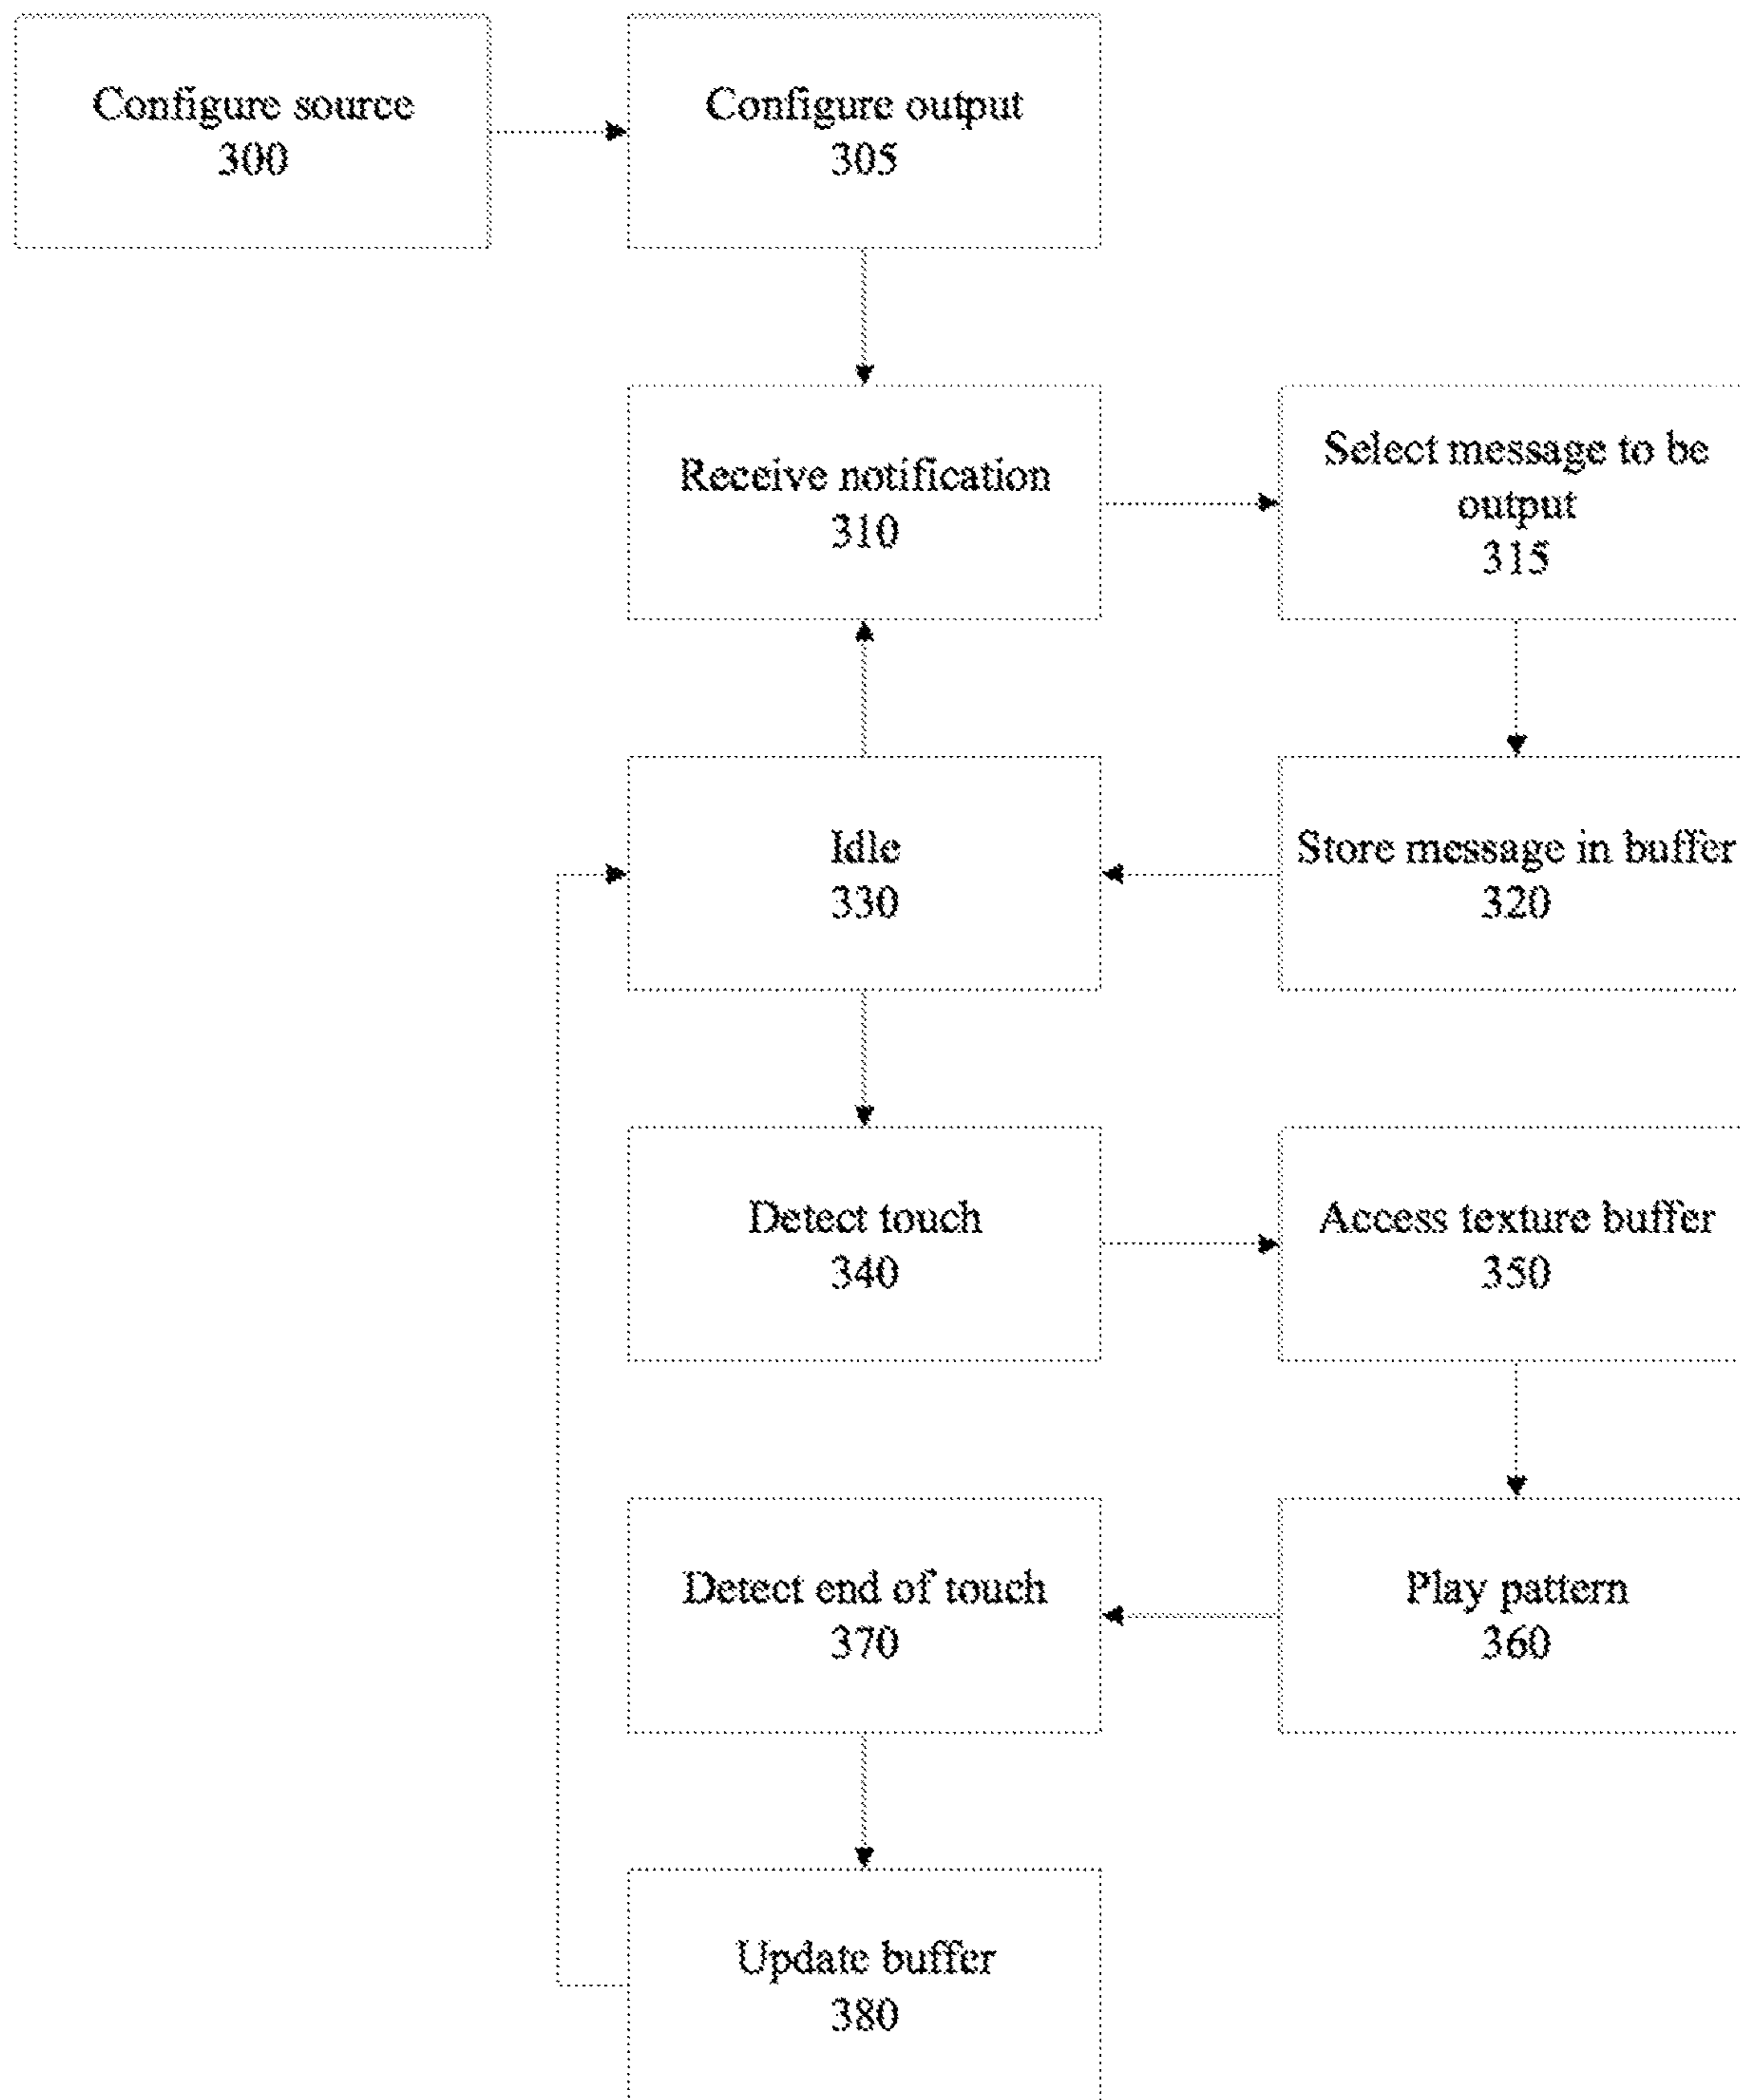 Configure source
300
Configure output
305
Receive notification
310
Select message to be
output
315
Idle
330
Store message in buffer
320
Detect touch
340
Access texture buffer
350
Detect end of touch
370
Play pattern
360
Update buffer
380